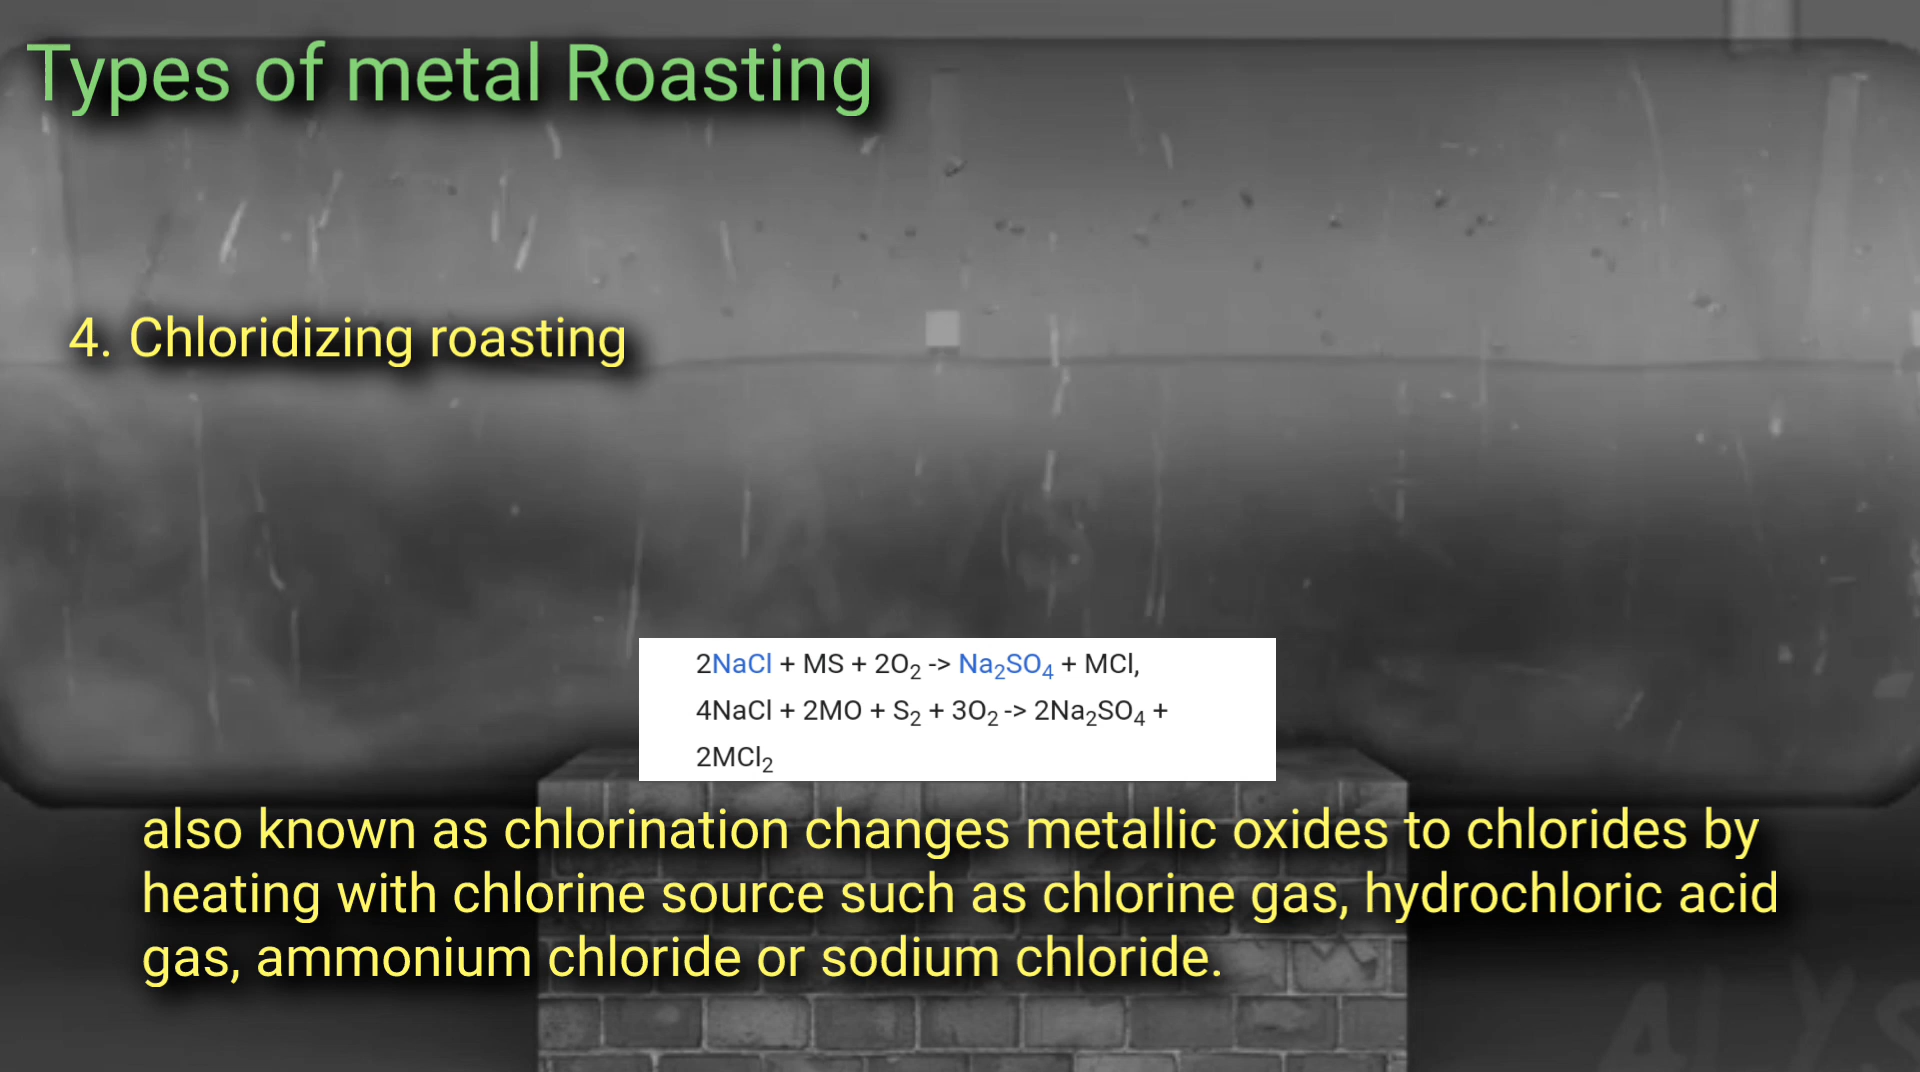 Types of metal Roasting
4. Chloridizing roasting
2NaCl + MS + 2O₂ -> Na₂SO₄ + MCl,
4NaCl + 2MO + S₂ + 3O₂ -> 2Na₂SO₄ +
2MCl₂
also known as chlorination changes metallic oxides to chlorides by
heating with chlorine source such as chlorine gas, hydrochloric acid
gas, ammonium chloride or sodium chloride.